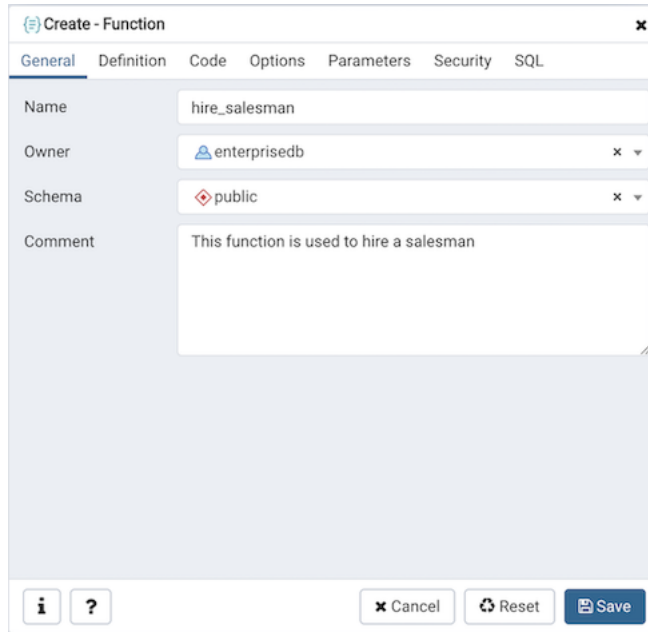 Create - Function
General Definition Code Options Parameters Security SQL
Name hire_salesman
Owner enterprisedb
Schema public
Comment This function is used to hire a salesman
i ? Cancel Reset Save